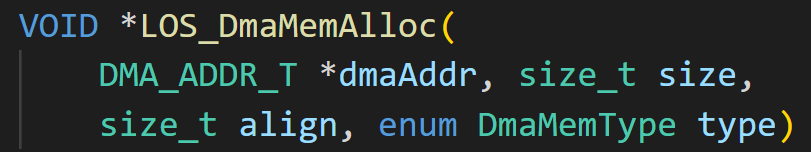 VOID *LOS_DmaMemAlloc(
DMA_ADDR_T *dmaAddr, size_t size,
size_t align, enum DmaMemType type)